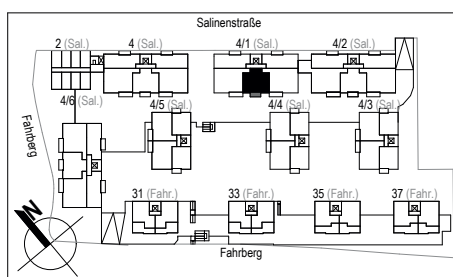 Salinenstraße
2 (Sal.) 4 (Sal.) 4/1 (Sal.) 4/2 (Sal.)
4/6 (Sal.) 4/5 (Sal.) 4/4 (Sal.) 4/3 (Sal.)
Fahrberg
31 (Fahr.) 33 (Fahr.) 35 (Fahr.) 37 (Fahr.)
N
Fahrberg